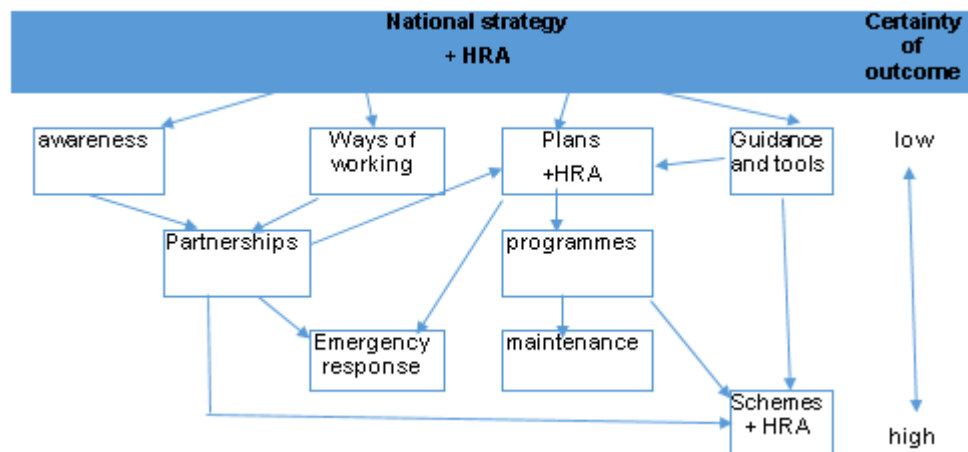 National strategy
+ HRA
Certainty
of
outcome
awareness
Ways of
working
Plans
+HRA
Guidance
and tools
low
Partnerships
programmes
Emergency
response
maintenance
Schemes
+ HRA
high